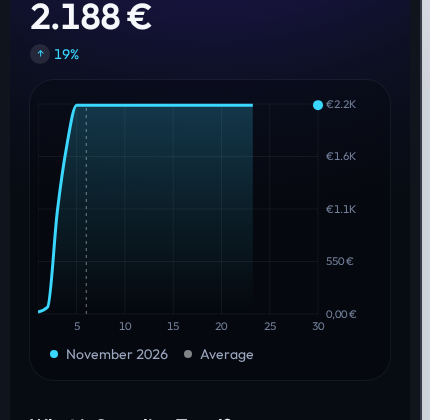 2.188 €
19%
€2.2K
€1.6K
€1.1K
550 €
0,00 €
5 10 15 20 25 30
November 2026 Average